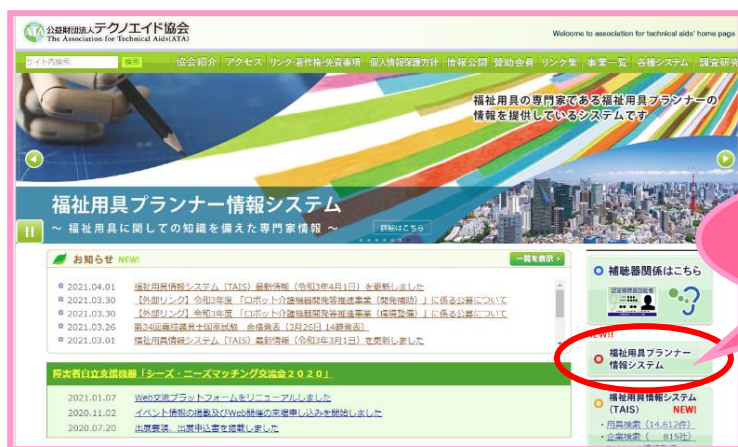 公益財団法人テクノエイド協会
The Association for Technical Aids(ATA)
Welcome to association for technical aids' home page
サイト内検索
検索
協会紹介 アクセス リンク・著作権・免責事項 個人情報保護方針 情報公開 賛助会員 リンク集 事業一覧 各種システム 調査研究
福祉用具の専門家である福祉用具プランナーの
情報を提供しているシステムです
福祉用具プランナー情報システム
～ 福祉用具に関しての知識を備えた専門家情報 ～
詳細はこちら
お知らせ NEW!
一覧を表示
2021.04.01 福祉用具情報システム（TAIS）最新情報（令和3年4月1日）を更新しました
2021.03.30 【外部リンク】令和3年度「ロボット介護機器開発等推進事業（開発補助）」に係る公募について
2021.03.30 【外部リンク】令和3年度「ロボット介護機器開発等推進事業（環境整備）」に係る公募について
2021.03.26 第34回義肢装具士国家試験 合格発表（3月26日 14時発表）
2021.03.01 福祉用具情報システム（TAIS）最新情報（令和3年3月1日）を更新しました
障害者自立支援機器「シーズ・ニーズマッチング交流会2020」
2021.01.07 Web交流プラットフォームをリニューアルしました
2020.11.02 イベント情報の掲載及びWeb開催の来場申し込みを開始しました
2020.07.20 出展要項、出展申込書を掲載しました
補聴器関係はこちら
NEW!!
福祉用具プランナー
情報システム
福祉用具情報システム
（TAIS） NEW!
・用具検索（14,612件）
・企業検索（ 815社）